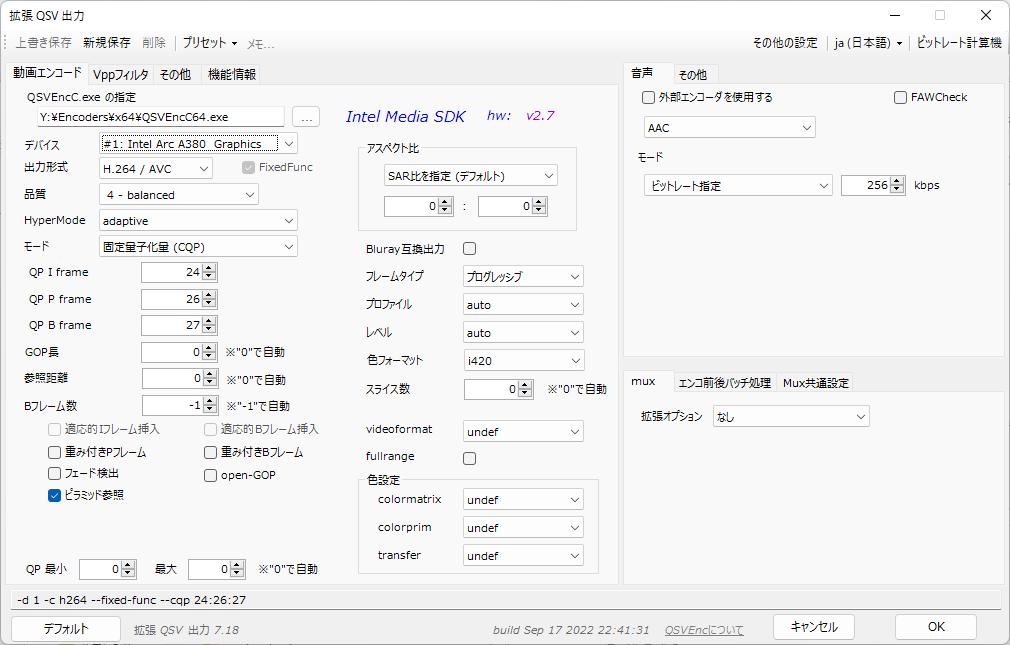 拡張 QSV 出力
上書き保存 新規保存 削除 プリセット メモ... その他の設定 ja (日本語) ビットレート計算機
動画エンコード Vppフィルタ その他 機能情報
QSVEncC.exe の指定
Y:¥Encoders¥x64¥QSVEncC64.exe ...
デバイス #1: Intel Arc A380 Graphics
出力形式 H.264 / AVC FixedFunc
品質 4 - balanced
HyperMode adaptive
モード 固定量子化量 (CQP)
QP I frame 24
QP P frame 26
QP B frame 27
GOP長 0 ※"0"で自動
参照距離 0 ※"0"で自動
Bフレーム数 -1 ※"-1"で自動
適応的Iフレーム挿入 適応的Bフレーム挿入
重み付きPフレーム 重み付きBフレーム
フェード検出 open-GOP
ピラミッド参照
QP 最小 0 最大 0 ※"0"で自動
Intel Media SDK hw: v2.7
アスペクト比
SAR比を指定 (デフォルト)
0 : 0
Bluray互換出力
フレームタイプ プログレッシブ
プロファイル auto
レベル auto
色フォーマット i420
スライス数 0 ※"0"で自動
videoformat undef
fullrange
色設定
colormatrix undef
colorprim undef
transfer undef
音声 その他
外部エンコーダを使用する FAWCheck
AAC
モード
ビットレート指定 256 kbps
mux エンコ前後バッチ処理 Mux共通設定
拡張オプション なし
-d 1 -c h264 --fixed-func --cqp 24:26:27
デフォルト 拡張 QSV 出力 7.18 build Sep 17 2022 22:41:31 QSVEncについて キャンセル OK